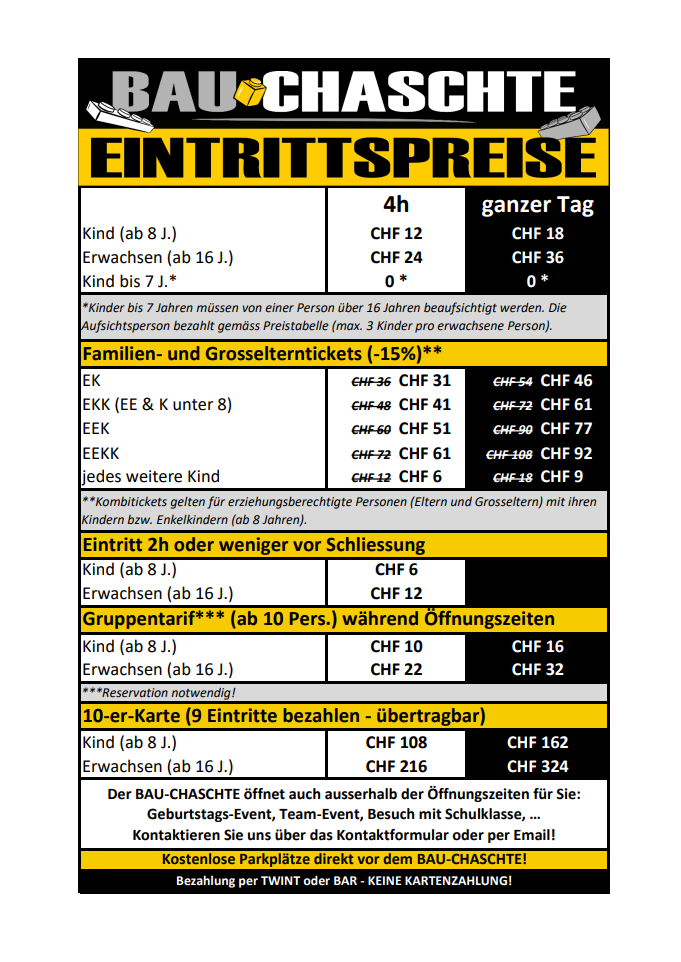 BAU CHASCHTE
EINTRITTSPREISE
4h ganzer Tag
Kind (ab 8 J.) CHF 12 CHF 18
Erwachsen (ab 16 J.) CHF 24 CHF 36
Kind bis 7 J.* 0 * 0 *
*Kinder bis 7 Jahren müssen von einer Person über 16 Jahren beaufsichtigt werden. Die
Aufsichtsperson bezahlt gemäss Preistabelle (max. 3 Kinder pro erwachsene Person).
Familien- und Grosselterntickets (-15%)**
EK CHF 36 CHF 31 CHF 54 CHF 46
EKK (EE & K unter 8) CHF 48 CHF 41 CHF 72 CHF 61
EEK CHF 60 CHF 51 CHF 90 CHF 77
EEKK CHF 72 CHF 61 CHF 108 CHF 92
jedes weitere Kind CHF 12 CHF 6 CHF 18 CHF 9
**Kombitickets gelten für erziehungsberechtigte Personen (Eltern und Grosseltern) mit ihren
Kindern bzw. Enkelkindern (ab 8 Jahren).
Eintritt 2h oder weniger vor Schliessung
Kind (ab 8 J.) CHF 6
Erwachsen (ab 16 J.) CHF 12
Gruppentarif*** (ab 10 Pers.) während Öffnungszeiten
Kind (ab 8 J.) CHF 10 CHF 16
Erwachsen (ab 16 J.) CHF 22 CHF 32
***Reservation notwendig!
10-er-Karte (9 Eintritte bezahlen - übertragbar)
Kind (ab 8 J.) CHF 108 CHF 162
Erwachsen (ab 16 J.) CHF 216 CHF 324
Der BAU-CHASCHTE öffnet auch ausserhalb der Öffnungszeiten für Sie:
Geburtstags-Event, Team-Event, Besuch mit Schulklasse, ...
Kontaktieren Sie uns über das Kontaktformular oder per Email!
Kostenlose Parkplätze direkt vor dem BAU-CHASCHTE!
Bezahlung per TWINT oder BAR - KEINE KARTENZAHLUNG!